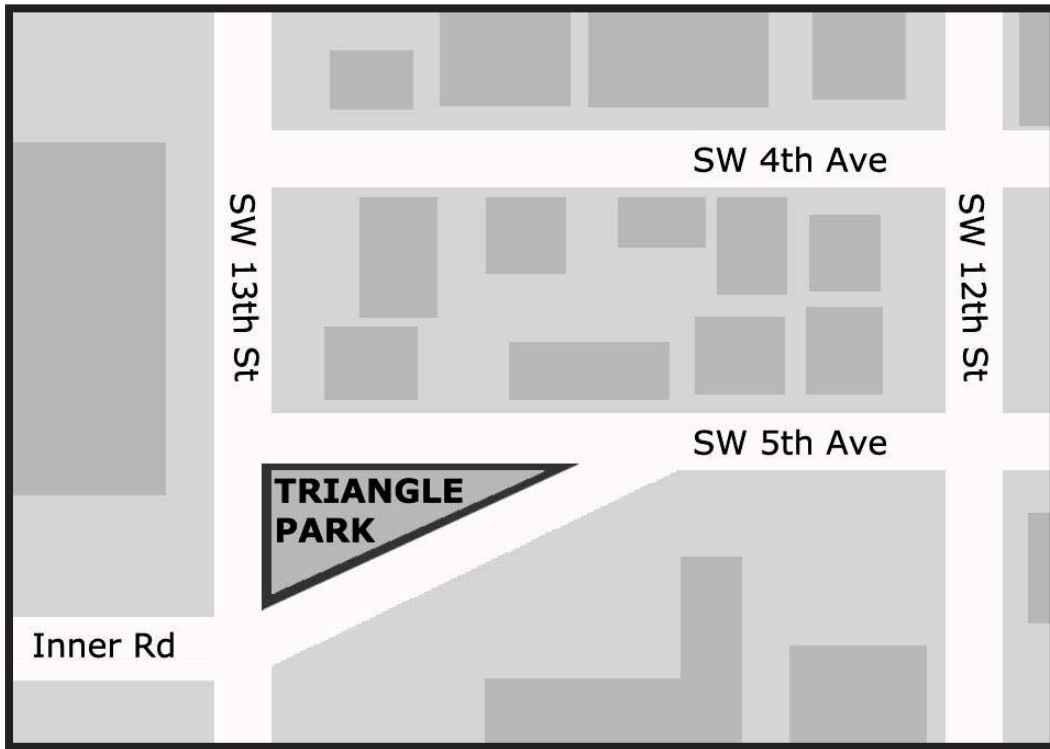 SW 4th Ave
SW 13th St
SW 12th St
SW 5th Ave
TRIANGLE
PARK
Inner Rd